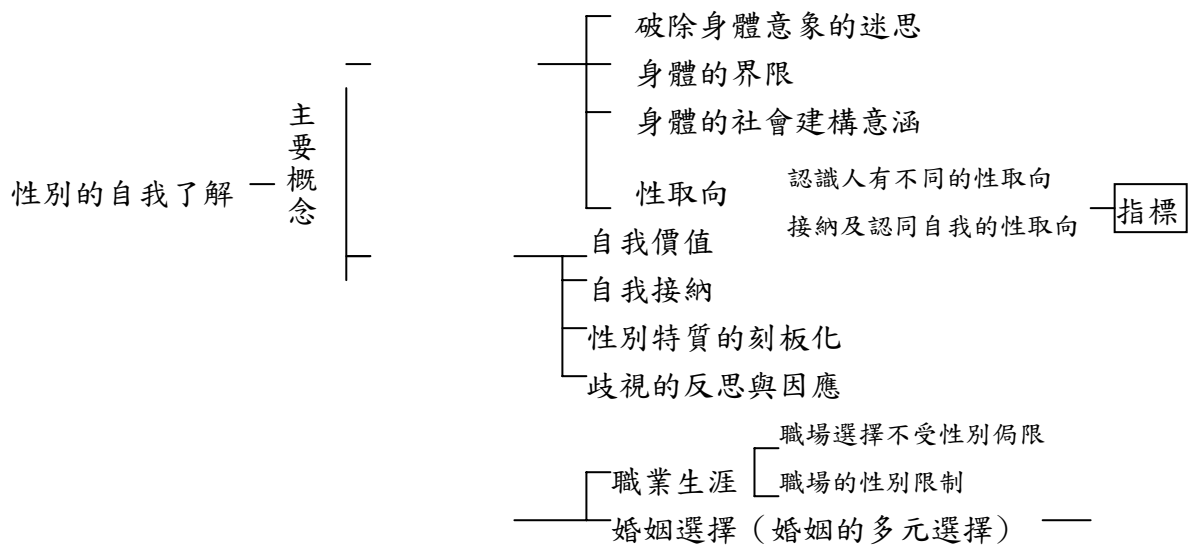 破除身體意象的迷思
身體的界限
身體的社會建構意涵
主要概念
性別的自我了解
性取向
認識人有不同的性取向
接納及認同自我的性取向
指標
自我價值
自我接納
性別特質的刻板化
歧視的反思與因應
職場選擇不受性別侷限
職業生涯
職場的性別限制
婚姻選擇（婚姻的多元選擇）